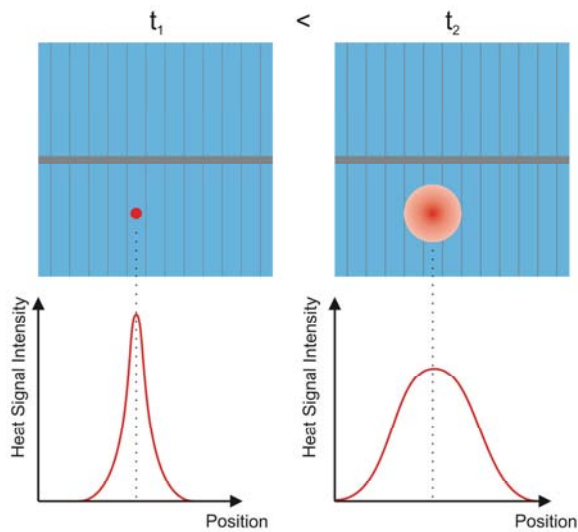 t1 < t2
Heat Signal Intensity
Position
Heat Signal Intensity
Position